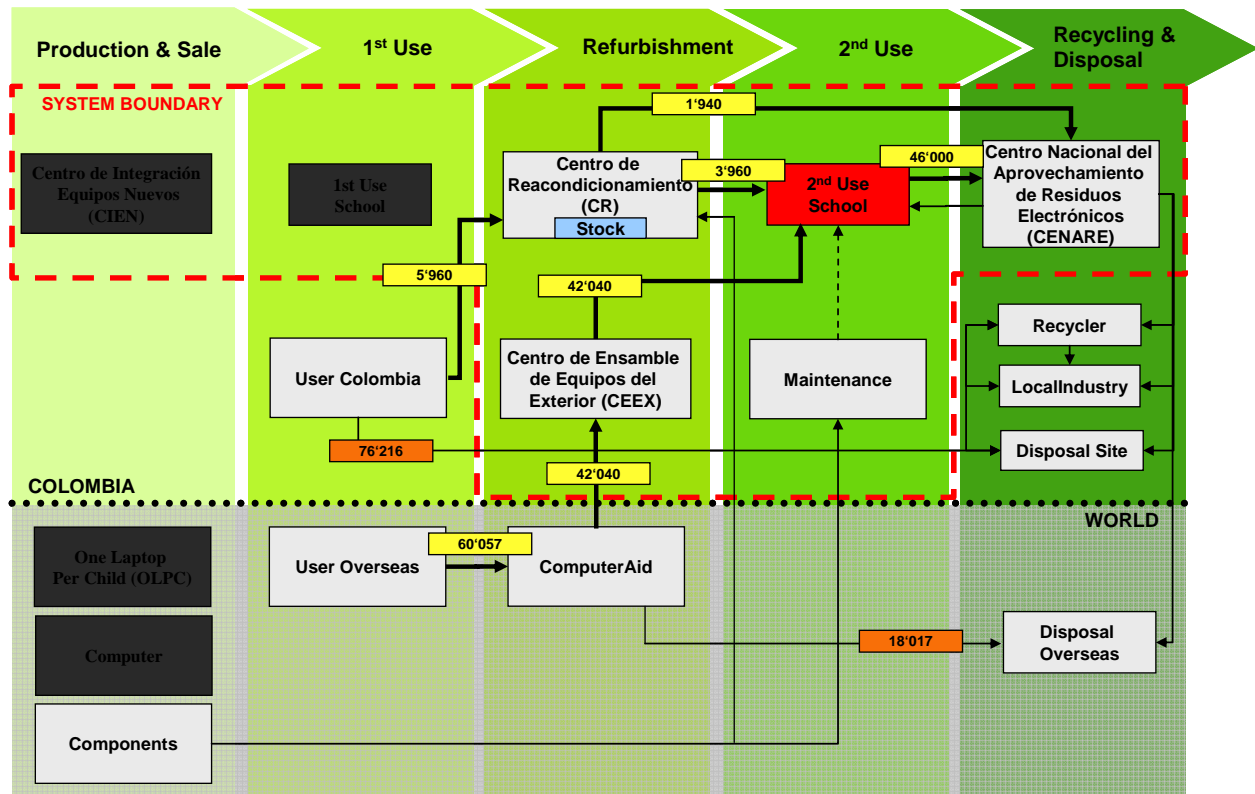 Production & Sale
1st Use
Refurbishment
2nd Use
Recycling &
Disposal
SYSTEM BOUNDARY
1‘940
Centro de Integración
Equipos Nuevos
(CIEN)
1st Use
School
Centro de
Reacondicionamiento
(CR)
Stock
3‘960
2nd Use
School
46‘000
Centro Nacional del
Aprovechamiento
de Residuos
Electrónicos
(CENARE)
5‘960
42‘040
User Colombia
Centro de Ensamble
de Equipos del
Exterior (CEEX)
Maintenance
Recycler
LocalIndustry
76‘216
Disposal Site
42‘040
COLOMBIA
WORLD
One Laptop
Per Child (OLPC)
User Overseas
60‘057
ComputerAid
Computer
18‘017
Disposal
Overseas
Components